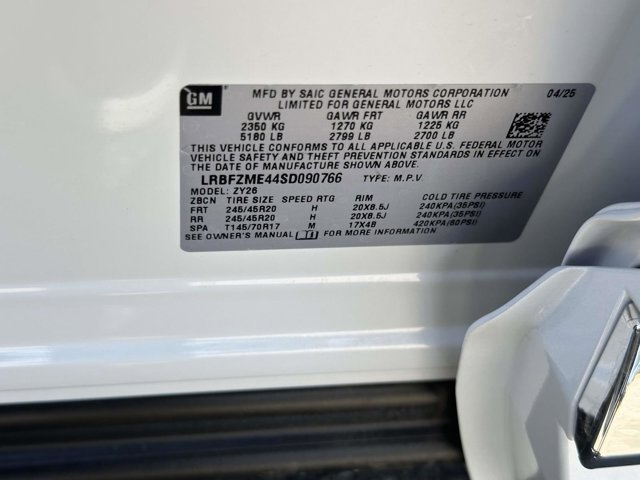 GM
MFD BY SAIC GENERAL MOTORS CORPORATION 04/25
LIMITED FOR GENERAL MOTORS LLC
GVWR GAWR FRT GAWR RR
2350 KG 1270 KG 1225 KG
5180 LB 2799 LB 2700 LB
THIS VEHICLE CONFORMS TO ALL APPLICABLE U.S. FEDERAL MOTOR
VEHICLE SAFETY AND THEFT PREVENTION STANDARDS IN EFFECT ON
THE DATE OF MANUFACTURE SHOWN ABOVE.
LRBFZME44SD090766 TYPE: M.P.V.
MODEL: ZY26
ZBCN TIRE SIZE SPEED RTG RIM COLD TIRE PRESSURE
FRT 245/45R20 H 20X8.5J 240KPA(35PSI)
RR 245/45R20 H 20X8.5J 240KPA(35PSI)
SPA T145/70R17 M 17X4B 420KPA(60PSI)
SEE OWNER'S MANUAL FOR MORE INFORMATION